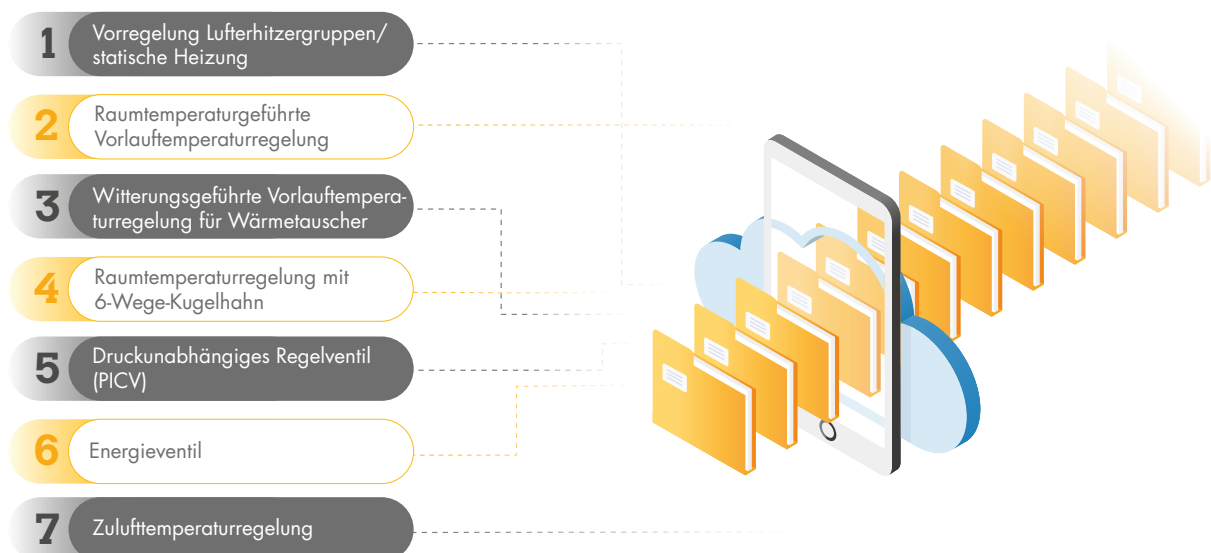 1
Vorregelung Lufterhitzergruppen/
statische Heizung
2
Raumtemperaturgeführte
Vorlauftemperaturregelung
3
Witterungsgeführte Vorlauftempera-
turregelung für Wärmetauscher
4
Raumtemperaturregelung mit
6-Wege-Kugelhahn
5
Druckunabhängiges Regelventil
(PICV)
6
Energieventil
7
Zulufttemperaturregelung